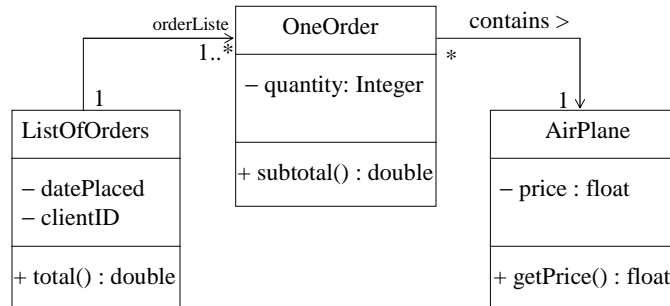 orderListe
1..*
1
OneOrder
− quantity: Integer
+ subtotal() : double
contains >
*
1
ListOfOrders
− datePlaced
− clientID
+ total() : double
AirPlane
− price : float
+ getPrice() : float